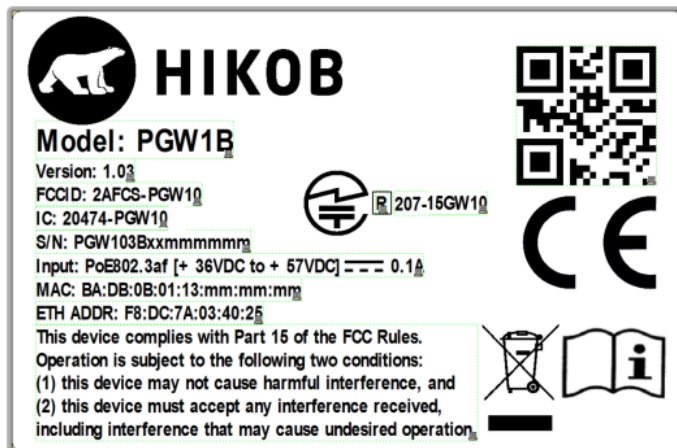 HIKOB
Model: PGW1B
Version: 1.03
FCCID: 2AFCS-PGW10
IC: 20474-PGW10
R 207-15GW10
S/N: PGW103Bxxmmmmmm
Input: PoE802.3af [+ 36VDC to + 57VDC] 0.1A
MAC: BA:DB:0B:01:13:mm:mm:mm
ETH ADDR: F8:DC:7A:03:40:25
This device complies with Part 15 of the FCC Rules.
Operation is subject to the following two conditions:
(1) this device may not cause harmful interference, and
(2) this device must accept any interference received,
including interference that may cause undesired operation.
CE
i